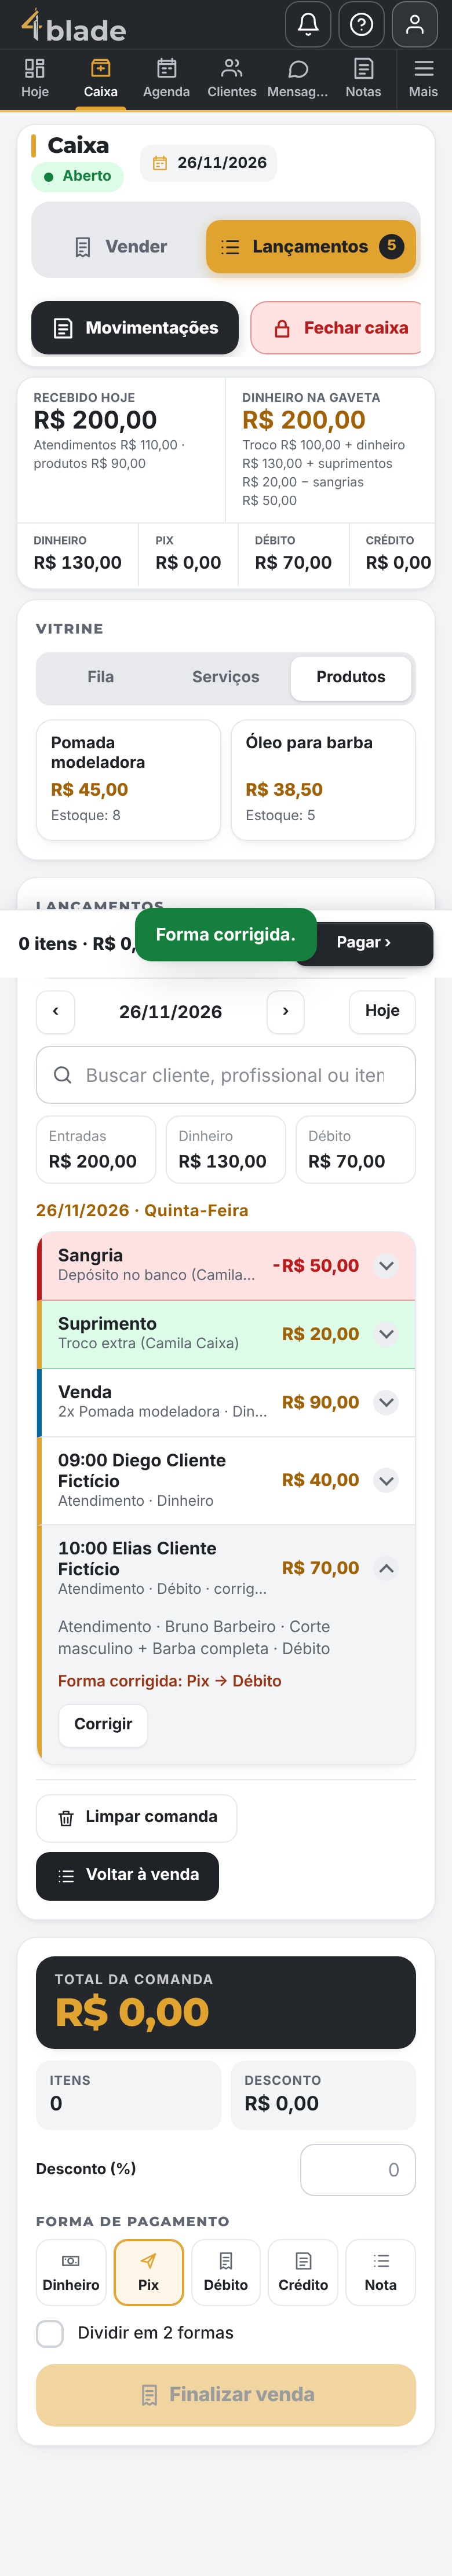 4blade
Hoje
Caixa
Agenda
Clientes
Mensag...
Notas
Mais
Caixa
Aberto
26/11/2026
Vender
Lançamentos 5
Movimentações
Fechar caixa
RECEBIDO HOJE
R$ 200,00
Atendimentos R$ 110,00 ·
produtos R$ 90,00
DINHEIRO NA GAVETA
R$ 200,00
Troco R$ 100,00 + dinheiro
R$ 130,00 + suprimentos
R$ 20,00 − sangrias
R$ 50,00
DINHEIRO
R$ 130,00
PIX
R$ 0,00
DÉBITO
R$ 70,00
CRÉDITO
R$ 0,00
VITRINE
Fila
Serviços
Produtos
Pomada
modeladora
R$ 45,00
Estoque: 8
Óleo para barba
R$ 38,50
Estoque: 5
LANÇAMENTOS
0 itens · R$ 0,
Forma corrigida.
Pagar ›
‹
26/11/2026
›
Hoje
Buscar cliente, profissional ou iter
Entradas
R$ 200,00
Dinheiro
R$ 130,00
Débito
R$ 70,00
26/11/2026 · Quinta-Feira
Sangria
Depósito no banco (Camila...
-R$ 50,00
Suprimento
Troco extra (Camila Caixa)
R$ 20,00
Venda
2x Pomada modeladora · Din...
R$ 90,00
09:00 Diego Cliente
Fictício
Atendimento · Dinheiro
R$ 40,00
10:00 Elias Cliente
Fictício
Atendimento · Débito · corrig...
R$ 70,00
Atendimento · Bruno Barbeiro · Corte
masculino + Barba completa · Débito
Forma corrigida: Pix → Débito
Corrigir
Limpar comanda
Voltar à venda
TOTAL DA COMANDA
R$ 0,00
ITENS
0
DESCONTO
R$ 0,00
Desconto (%)
0
FORMA DE PAGAMENTO
Dinheiro
Pix
Débito
Crédito
Nota
Dividir em 2 formas
Finalizar venda